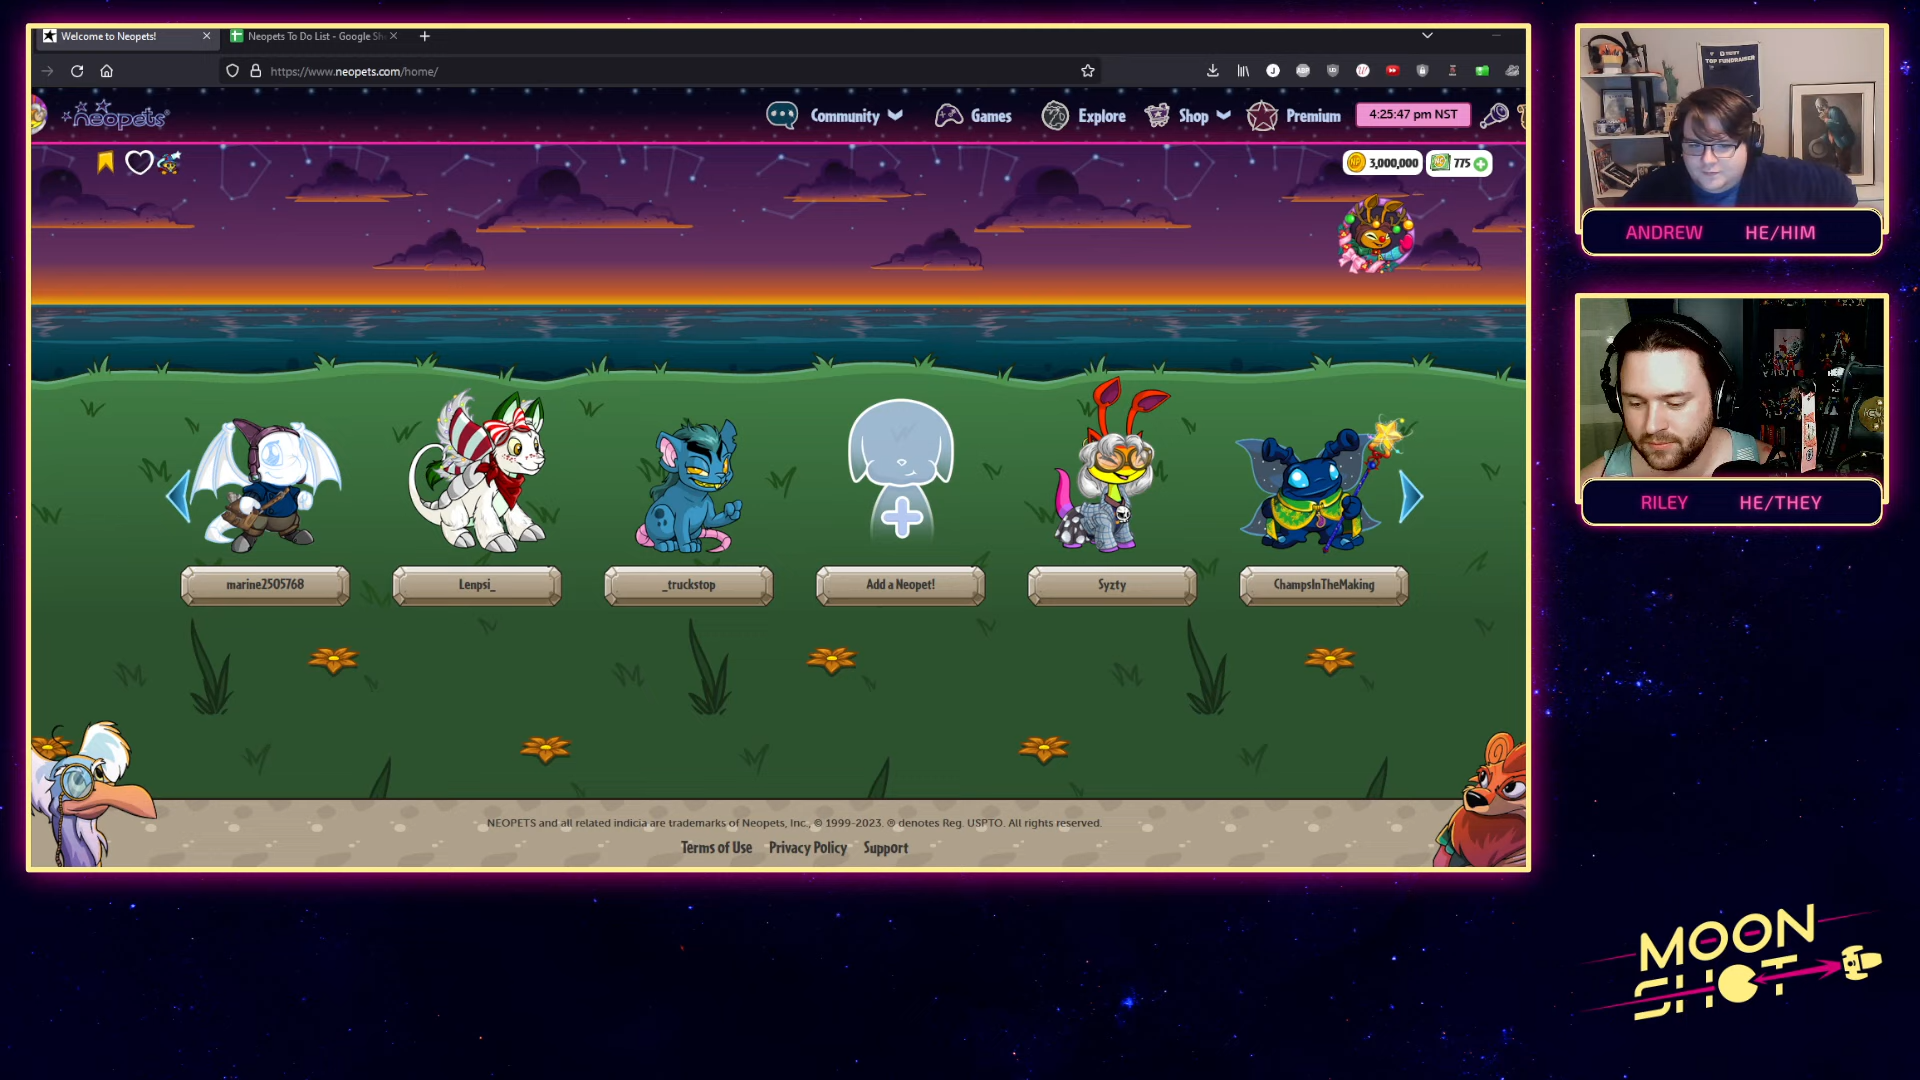 Welcome to Neopets!
Neopets To Do List - Google Sh
https://www.neopets.com/home/
neopets
Community
Games
Explore
Shop
Premium
4:25:47 pm NST
3,000,000
775
marine2505768
Lenpsi_
_truckstop
Add a Neopet!
Syzty
ChampsInTheMaking
NEOPETS and all related indicia are trademarks of Neopets, Inc., © 1999-2023. ® denotes Reg. USPTO. All rights reserved.
Terms of Use Privacy Policy Support
TOP FUNDRAISER
ANDREW HE/HIM
RILEY HE/THEY
MOON
SHOT